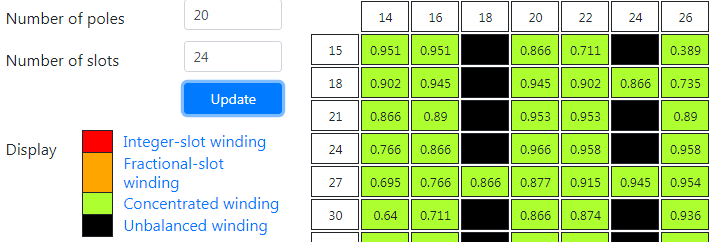 Number of poles 20
Number of slots 24
Update
Display
Integer-slot winding
Fractional-slot
winding
Concentrated winding
Unbalanced winding
14 16 18 20 22 24 26
15 0.951 0.951 0.866 0.711 0.389
18 0.902 0.945 0.945 0.902 0.866 0.735
21 0.866 0.89 0.953 0.953 0.89
24 0.766 0.866 0.966 0.958 0.958
27 0.695 0.766 0.866 0.877 0.915 0.945 0.954
30 0.64 0.711 0.866 0.874 0.936